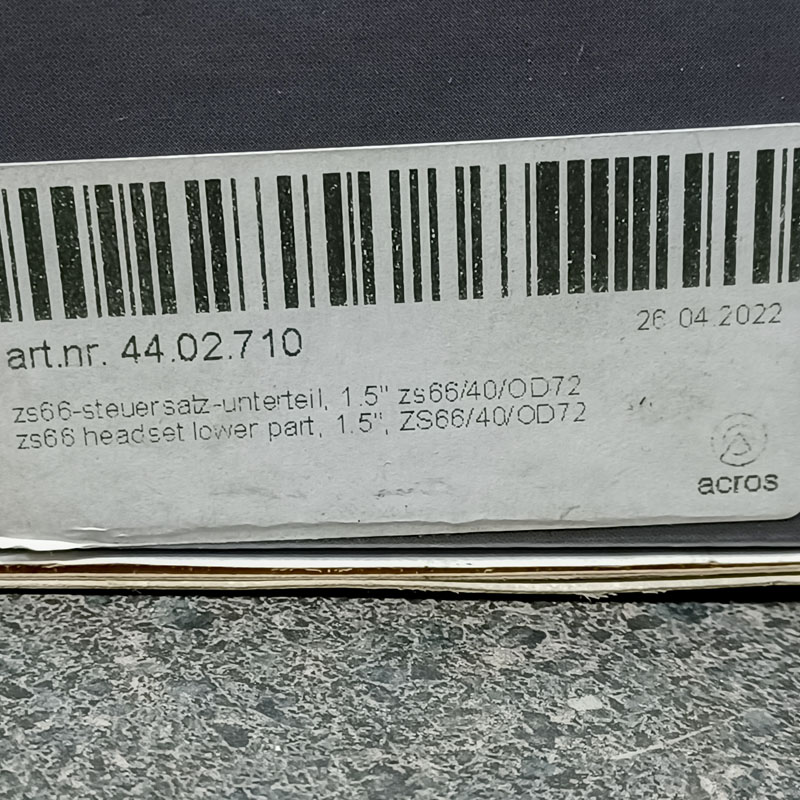 26.04.2022
art.nr. 44.02.710
zs66-steuersatz-unterteil, 1.5" zs66/40/OD72
zs66 headset lower part, 1.5", ZS66/40/OD72
acros